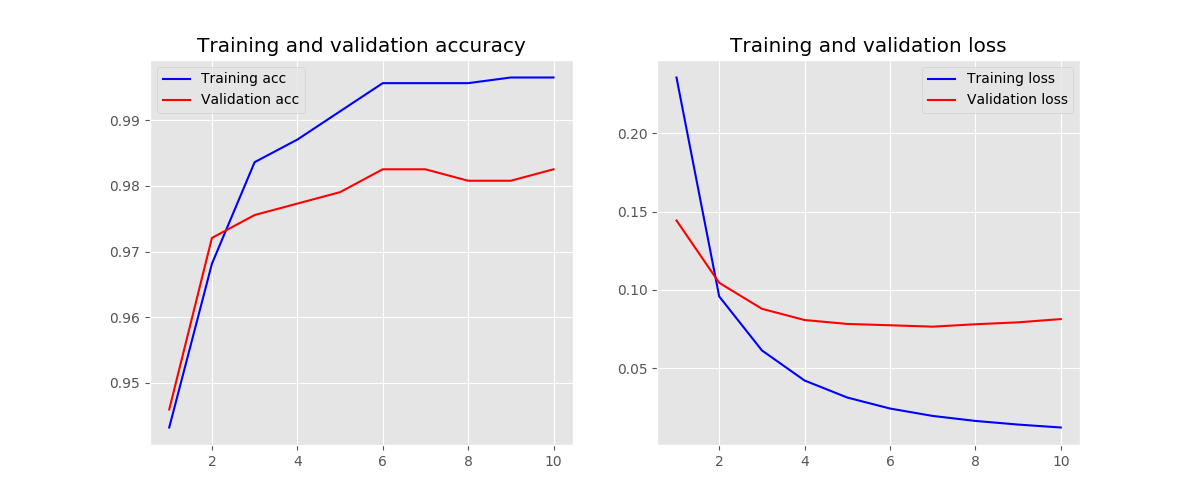 Training and validation accuracy
Training acc
Validation acc
0.99
0.98
0.97
0.96
0.95
2 4 6 8 10
Training and validation loss
Training loss
Validation loss
0.20
0.15
0.10
0.05
2 4 6 8 10